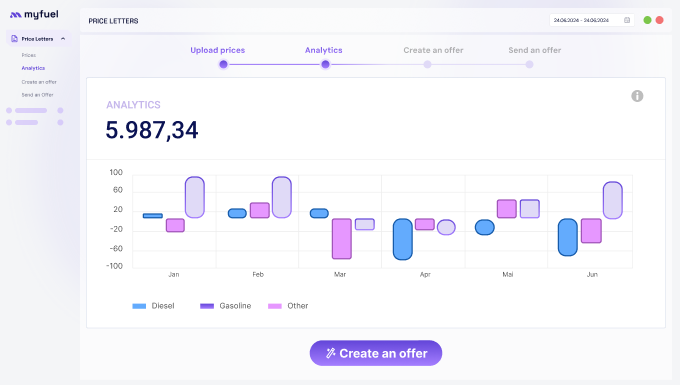 myfuel
PRICE LETTERS
24.06.2024 - 24.06.2024
Price Letters
Prices
Analytics
Create an offer
Send an Offer
Upload prices
Analytics
Create an offer
Send an offer
ANALYTICS
5.987,34
100
60
20
-20
-60
-100
Jan
Feb
Mar
Apr
Mai
Jun
Diesel
Gasoline
Other
Create an offer